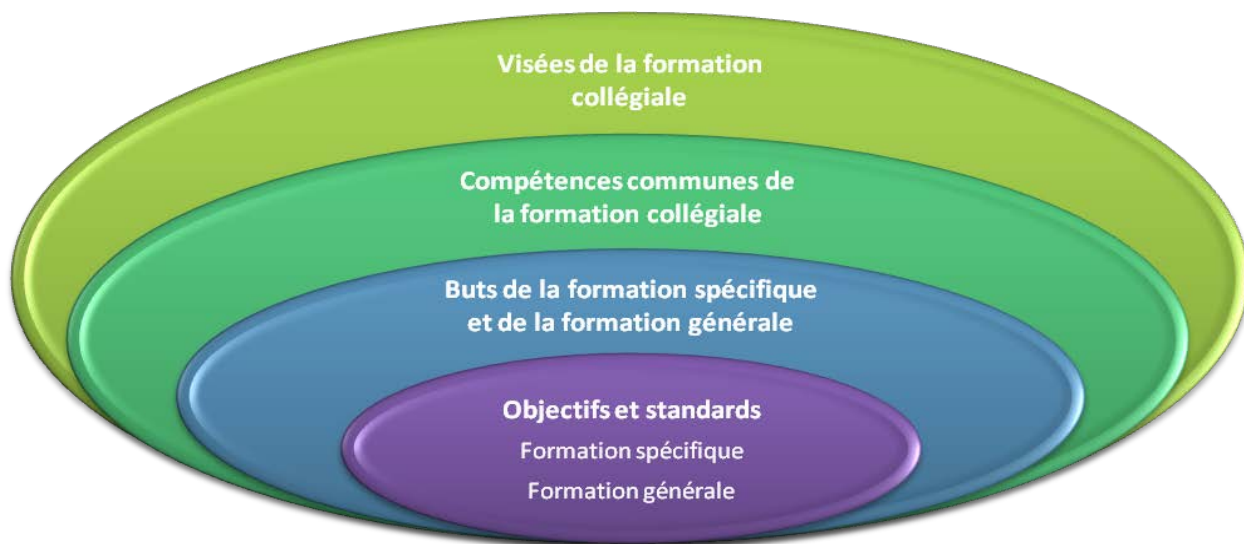 Visées de la formation
collégiale
Compétences communes de
la formation collégiale
Buts de la formation spécifique
et de la formation générale
Objectifs et standards
Formation spécifique
Formation générale